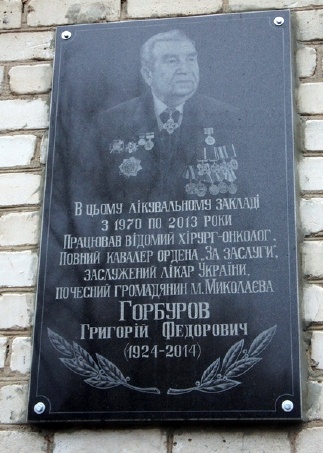 В цьому лікувальному закладі
з 1970 по 2013 роки
Працював відомий хірург-онколог,
Повний кавалер ордена „За заслуги",
заслужений лікар України,
почесний громадянин м. Миколаєва
Горбуров
Григорій Федорович
(1924-2014)